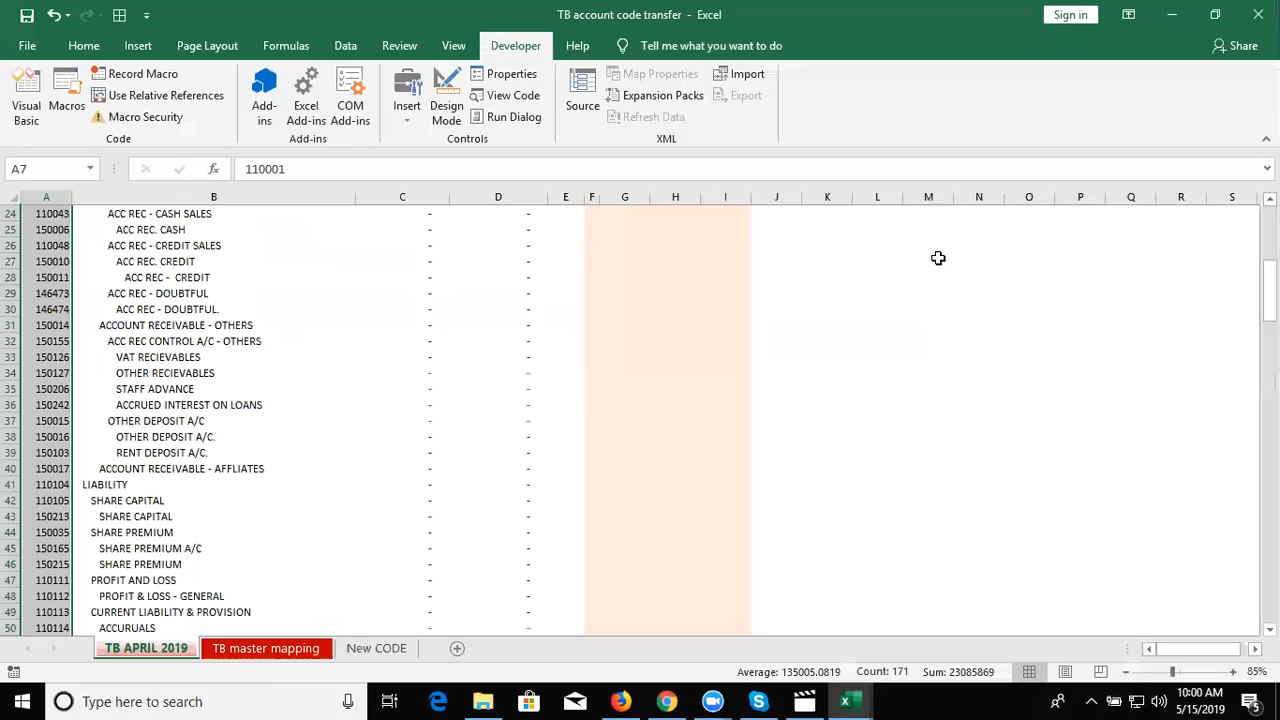 TB account code transfer - Excel
Sign in
File Home Insert Page Layout Formulas Data Review View Developer Help Tell me what you want to do Share
Visual Basic
Macros
Record Macro
Use Relative References
Macro Security
Code
Add-ins
Excel Add-ins
COM Add-ins
Add-ins
Insert
Design Mode
Properties
View Code
Run Dialog
Controls
Source
Map Properties
Expansion Packs
Refresh Data
Import
Export
XML
A7 fx 110001
A B C D E F G H I J K L M N O P Q R S
24 110043 ACC REC - CASH SALES - -
25 150006 ACC REC. CASH - -
26 110048 ACC REC - CREDIT SALES - -
27 150010 ACC REC. CREDIT - -
28 150011 ACC REC - CREDIT - -
29 146473 ACC REC - DOUBTFUL - -
30 146474 ACC REC - DOUBTFUL. - -
31 150014 ACCOUNT RECEIVABLE - OTHERS - -
32 150155 ACC REC CONTROL A/C - OTHERS - -
33 150126 VAT RECIEVABLES - -
34 150127 OTHER RECIEVABLES - -
35 150206 STAFF ADVANCE - -
36 150242 ACCRUED INTEREST ON LOANS - -
37 150015 OTHER DEPOSIT A/C - -
38 150016 OTHER DEPOSIT A/C. - -
39 150103 RENT DEPOSIT A/C. - -
40 150017 ACCOUNT RECEIVABLE - AFFLIATES - -
41 110104 LIABILITY - -
42 110105 SHARE CAPITAL - -
43 150213 SHARE CAPITAL - -
44 150035 SHARE PREMIUM - -
45 150165 SHARE PREMIUM A/C - -
46 150215 SHARE PREMIUM - -
47 110111 PROFIT AND LOSS - -
48 110112 PROFIT & LOSS - GENERAL - -
49 110113 CURRENT LIABILITY & PROVISION - -
50 110114 ACCURUALS - -
TB APRIL 2019 TB master mapping New CODE
Average: 135005.0819 Count: 171 Sum: 23085869 85%
Type here to search
10:00 AM
5/15/2019
5